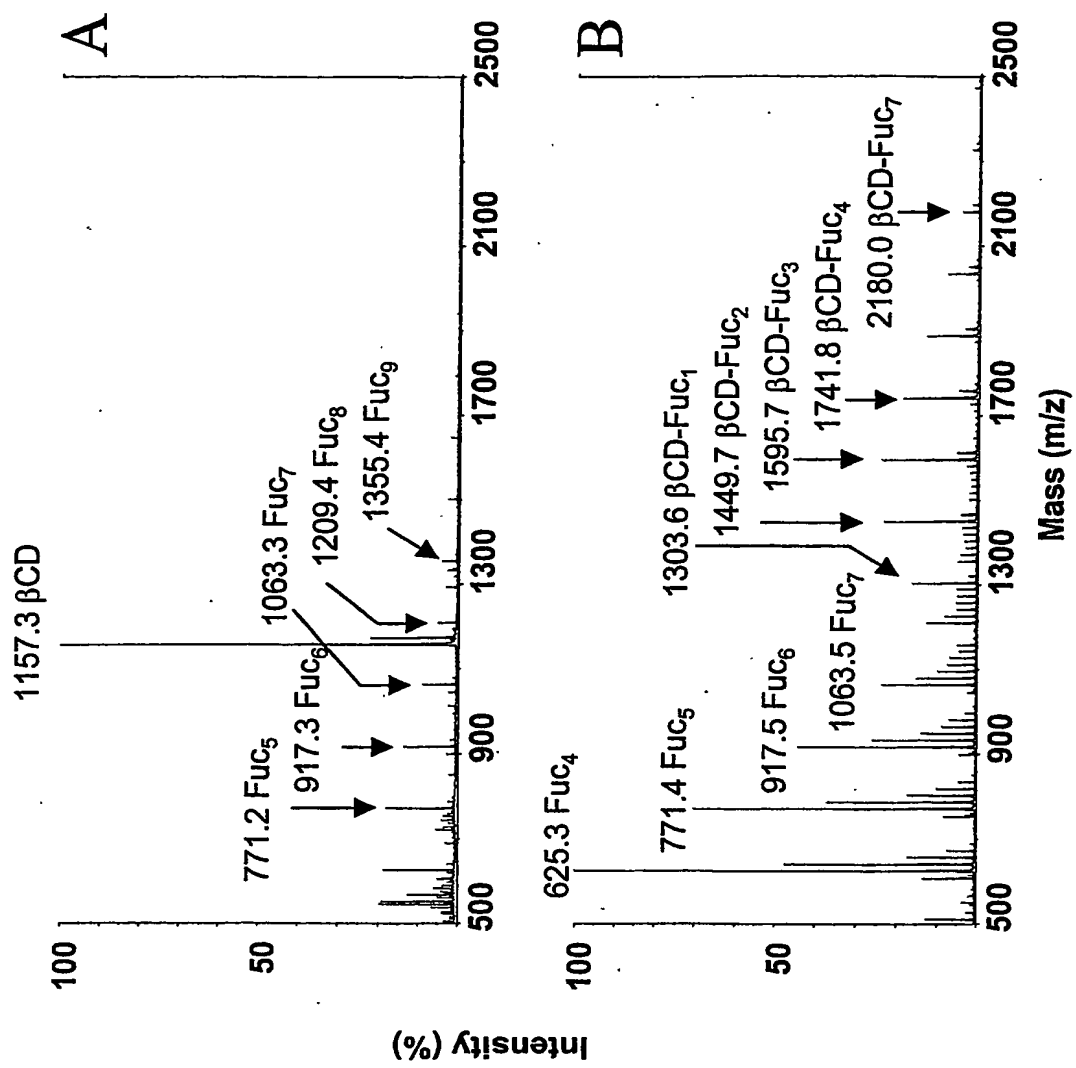 A
1157.3 βCD
771.2 Fuc5
917.3 Fuc6
1063.3 Fuc7
1209.4 Fuc8
1355.4 Fuc9
100
50
500
900
1300
1700
2100
2500
B
625.3 Fuc4
771.4 Fuc5
917.5 Fuc6
1063.5 Fuc7
1303.6 βCD-Fuc1
1449.7 βCD-Fuc2
1595.7 βCD-Fuc3
1741.8 βCD-Fuc4
2180.0 βCD-Fuc7
100
50
500
900
1300
1700
2100
2500
Mass (m/z)
Intensity (%)